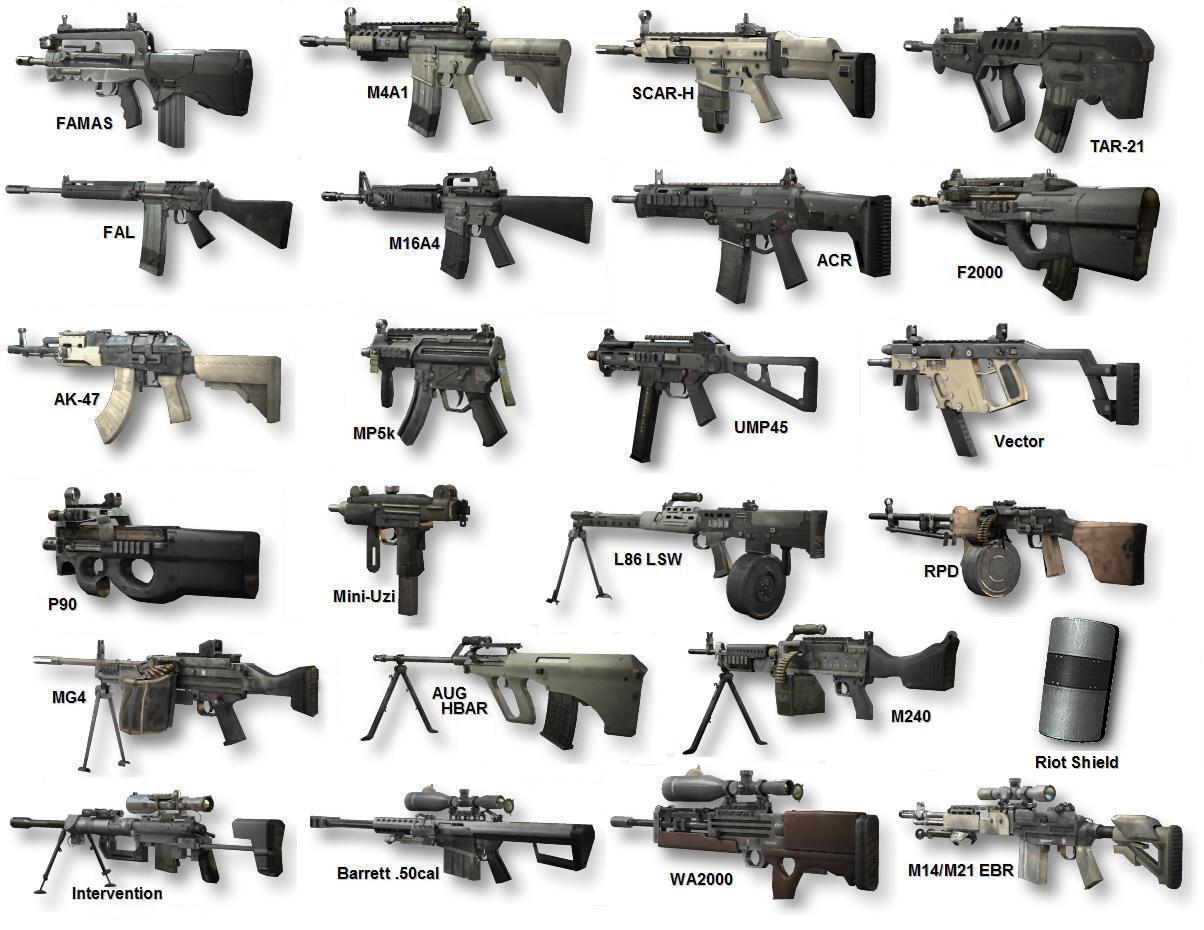 FAMAS
M4A1
SCAR-H
TAR-21
FAL
M16A4
ACR
F2000
AK-47
MP5k
UMP45
Vector
P90
Mini-Uzi
L86 LSW
RPD
MG4
AUG
HBAR
M240
Riot Shield
Intervention
Barrett .50cal
WA2000
M14/M21 EBR